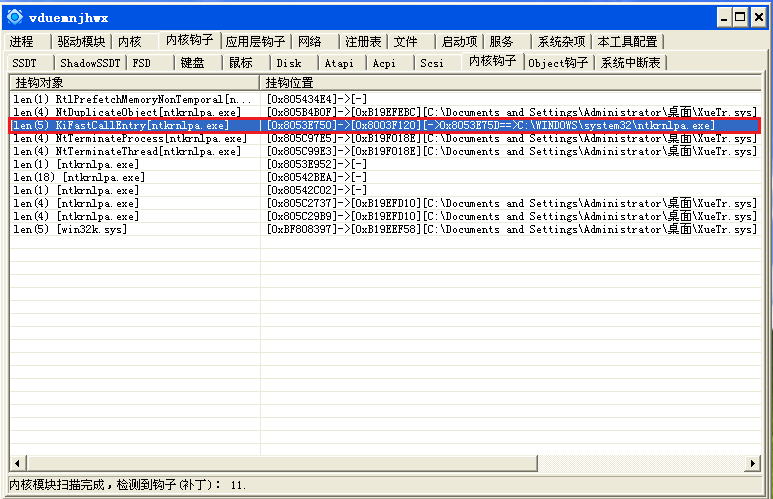 vduemnjhwx
进程 驱动模块 内核 内核钩子 应用层钩子 网络 注册表 文件 启动项 服务 系统杂项 本工具配置
SSDT ShadowSSDT FSD 键盘 鼠标 Disk Atapi Acpi Scsi 内核钩子 Object钩子 系统中断表
挂钩对象 挂钩位置
len(1) RtlPrefetchMemoryNonTemporal[n... [0x805434E4]->[-]
len(4) NtDuplicateObject[ntkrnlpa.exe] [0x805B4B0F]->[0xB19EFEBC][C:\Documents and Settings\Administrator\桌面\XueTr.sys]
len(5) KiFastCallEntry[ntkrnlpa.exe] [0x8053E750]->[0x8003F120][->0x8053E75D==>C:\WINDOWS\system32\ntkrnlpa.exe]
len(4) NtTerminateProcess[ntkrnlpa.exe] [0x805C97E5]->[0xB19F018E][C:\Documents and Settings\Administrator\桌面\XueTr.sys]
len(4) NtTerminateThread[ntkrnlpa.exe] [0x805C99E3]->[0xB19F018E][C:\Documents and Settings\Administrator\桌面\XueTr.sys]
len(1) [ntkrnlpa.exe] [0x8053E952]->[-]
len(18) [ntkrnlpa.exe] [0x80542BEA]->[-]
len(1) [ntkrnlpa.exe] [0x80542C02]->[-]
len(4) [ntkrnlpa.exe] [0x805C2737]->[0xB19EFD10][C:\Documents and Settings\Administrator\桌面\XueTr.sys]
len(4) [ntkrnlpa.exe] [0x805C29B9]->[0xB19EFD10][C:\Documents and Settings\Administrator\桌面\XueTr.sys]
len(5) [win32k.sys] [0xBF808397]->[0xB19EEF58][C:\Documents and Settings\Administrator\桌面\XueTr.sys]
内核模块扫描完成，检测到钩子(补丁)： 11.